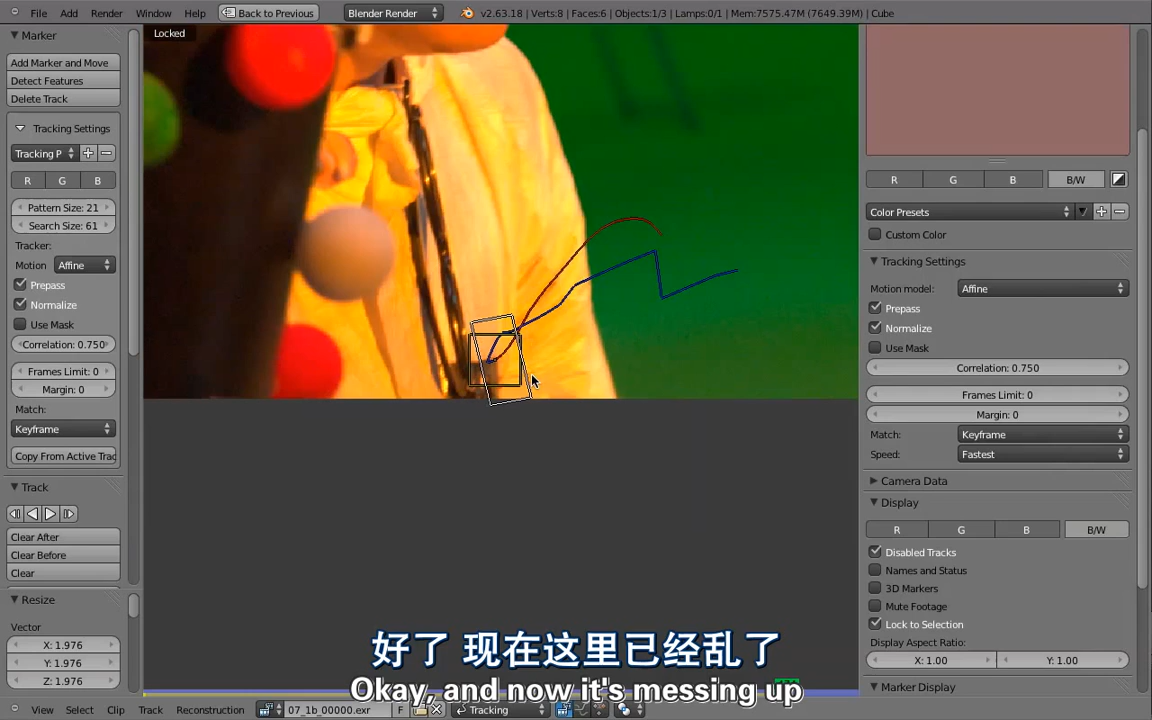 File Add Render Window Help Back to Previous Blender Render v2.63.18 | Verts:8 | Faces:6 | Objects:1/3 | Lamps:0/1 | Mem:7575.47M (7649.39M) | Cube
Marker
Locked
Add Marker and Move
Detect Features
Delete Track
Tracking Settings
Tracking P
R G B
Pattern Size: 21
Search Size: 61
Tracker:
Motion Affine
Prepass
Normalize
Use Mask
Correlation: 0.750
Frames Limit: 0
Margin: 0
Match:
Keyframe
Copy From Active Trac
Track
Clear After
Clear Before
Clear
Resize
Vector
X: 1.976
Y: 1.976
Z: 1.976
R G B B/W
Color Presets
Custom Color
Tracking Settings
Motion model: Affine
Prepass
Normalize
Use Mask
Correlation: 0.750
Frames Limit: 0
Margin: 0
Match: Keyframe
Speed: Fastest
Camera Data
Display
R G B B/W
Disabled Tracks
Names and Status
3D Markers
Mute Footage
Lock to Selection
Display Aspect Ratio:
X: 1.00 Y: 1.00
Marker Display
好了 现在这里已经乱了
Okay, and now it's messing up
View Select Clip Track Reconstruction 07_1b_00000.exr F Tracking